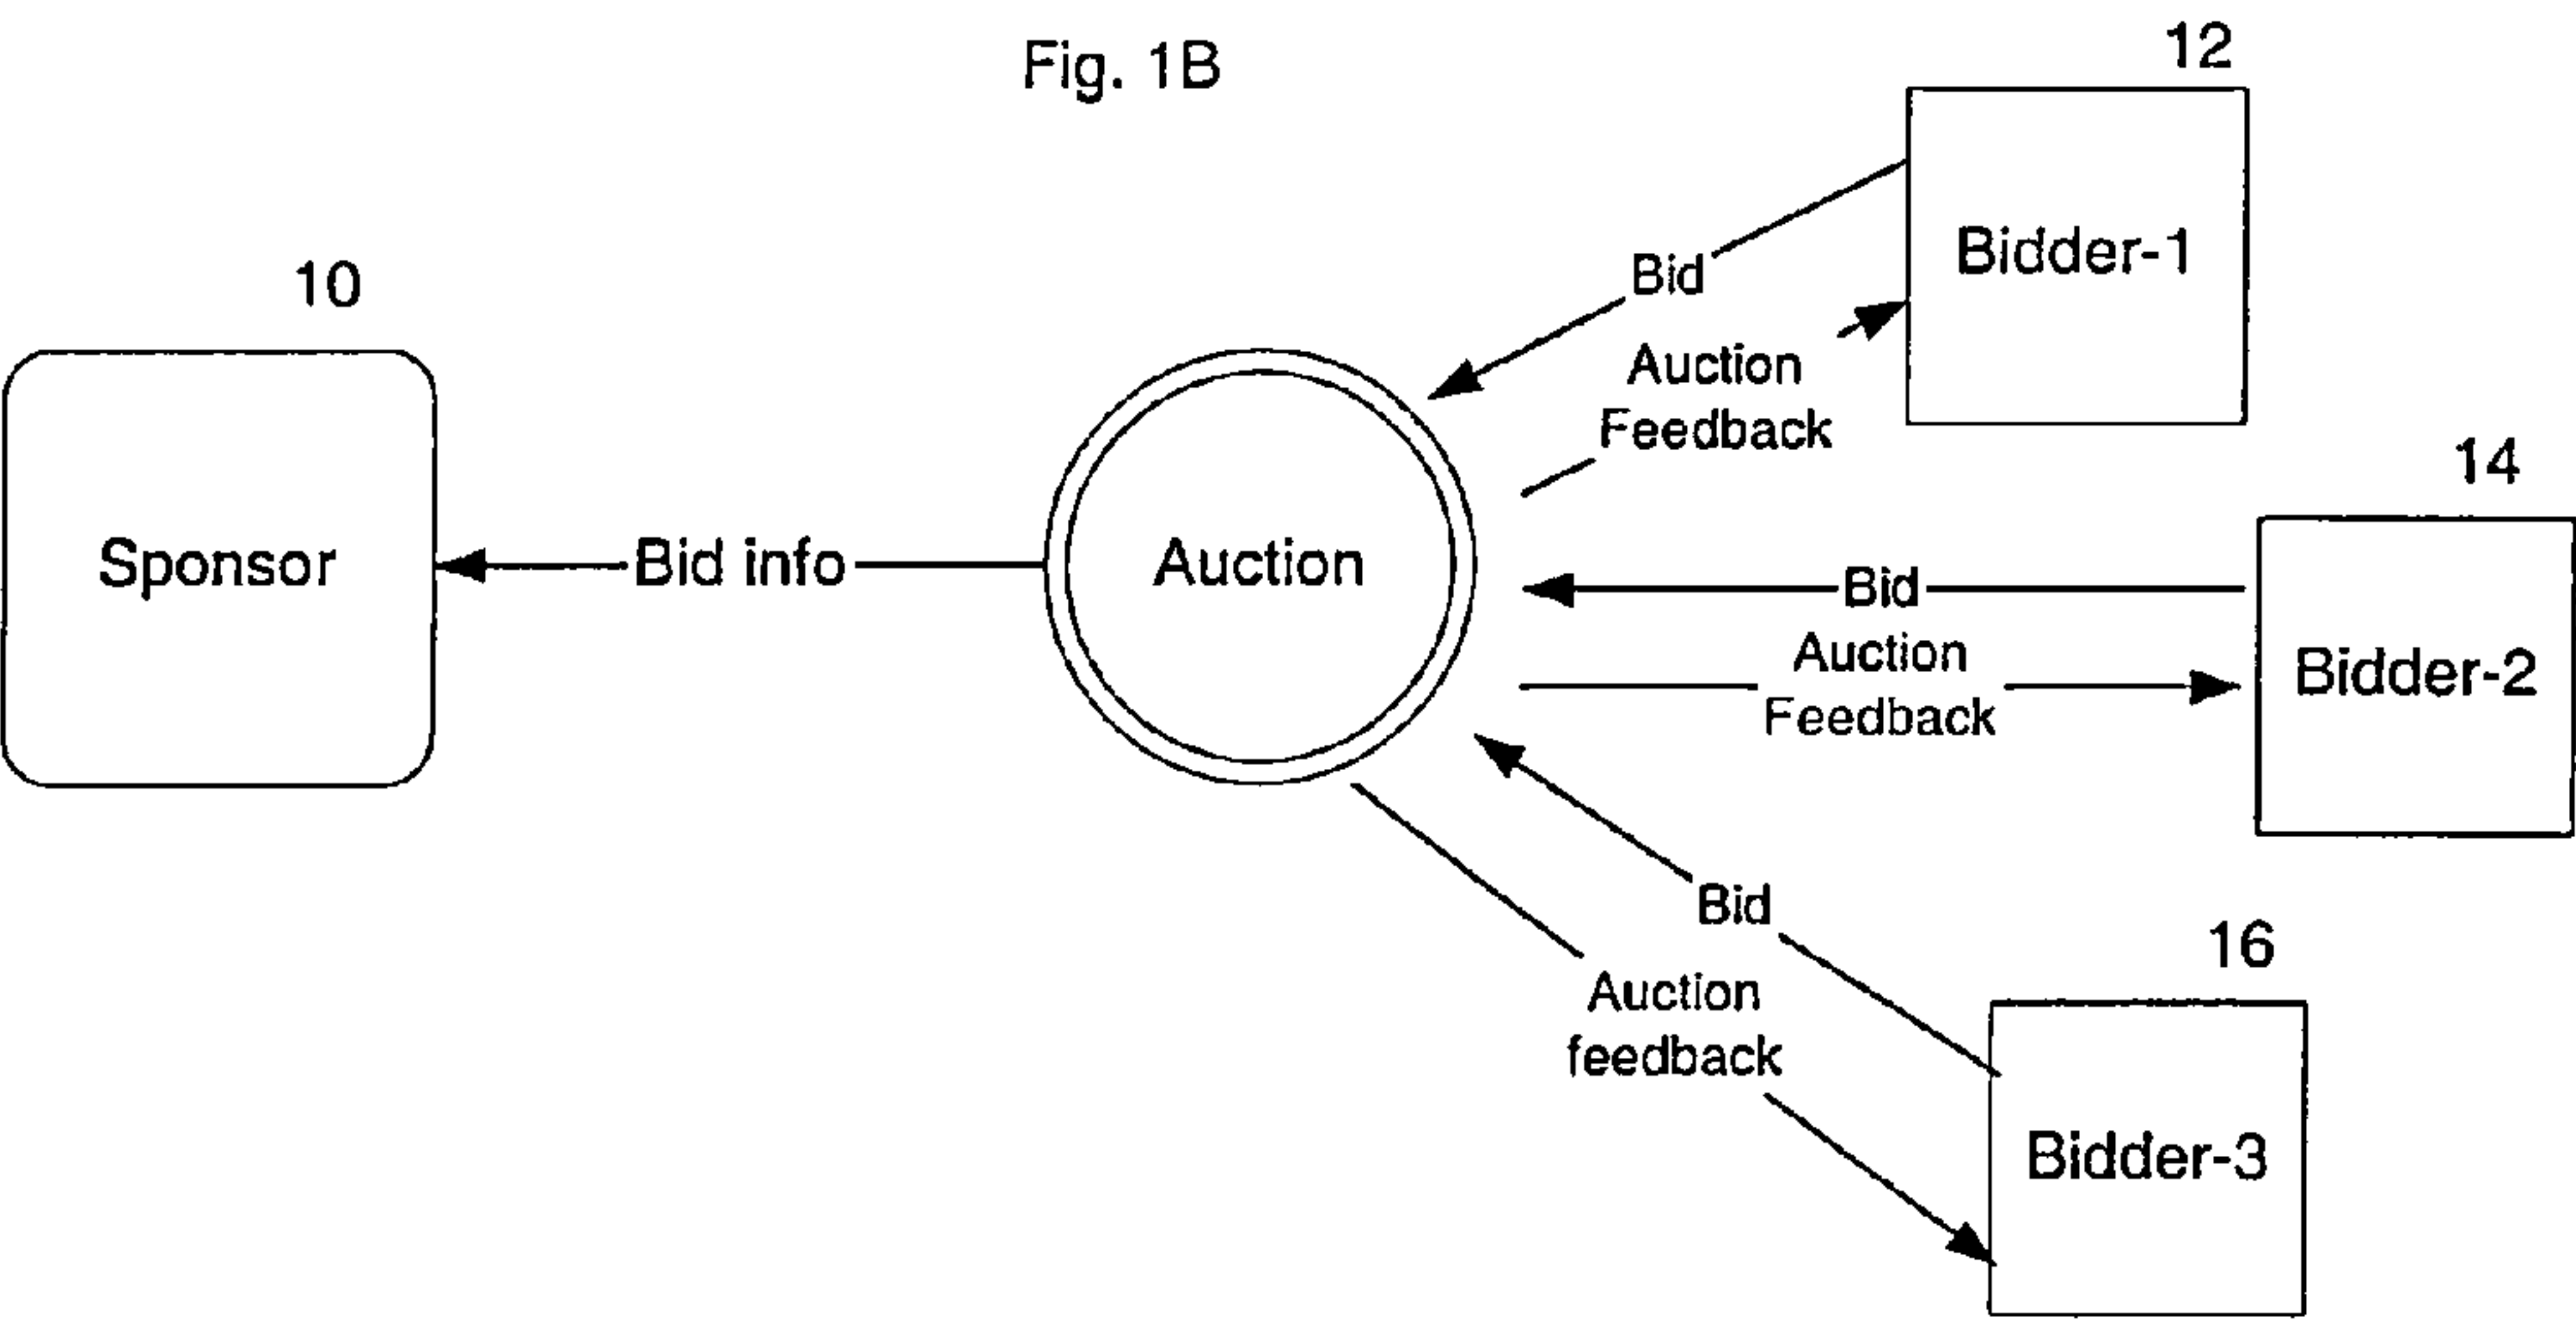 Fig. 1B
12
Bidder-1
Bid
10
Auction
Feedback
14
Sponsor
Bid info
Auction
Bid
Auction
Feedback
Bidder-2
Bid
16
Auction
feedback
Bidder-3